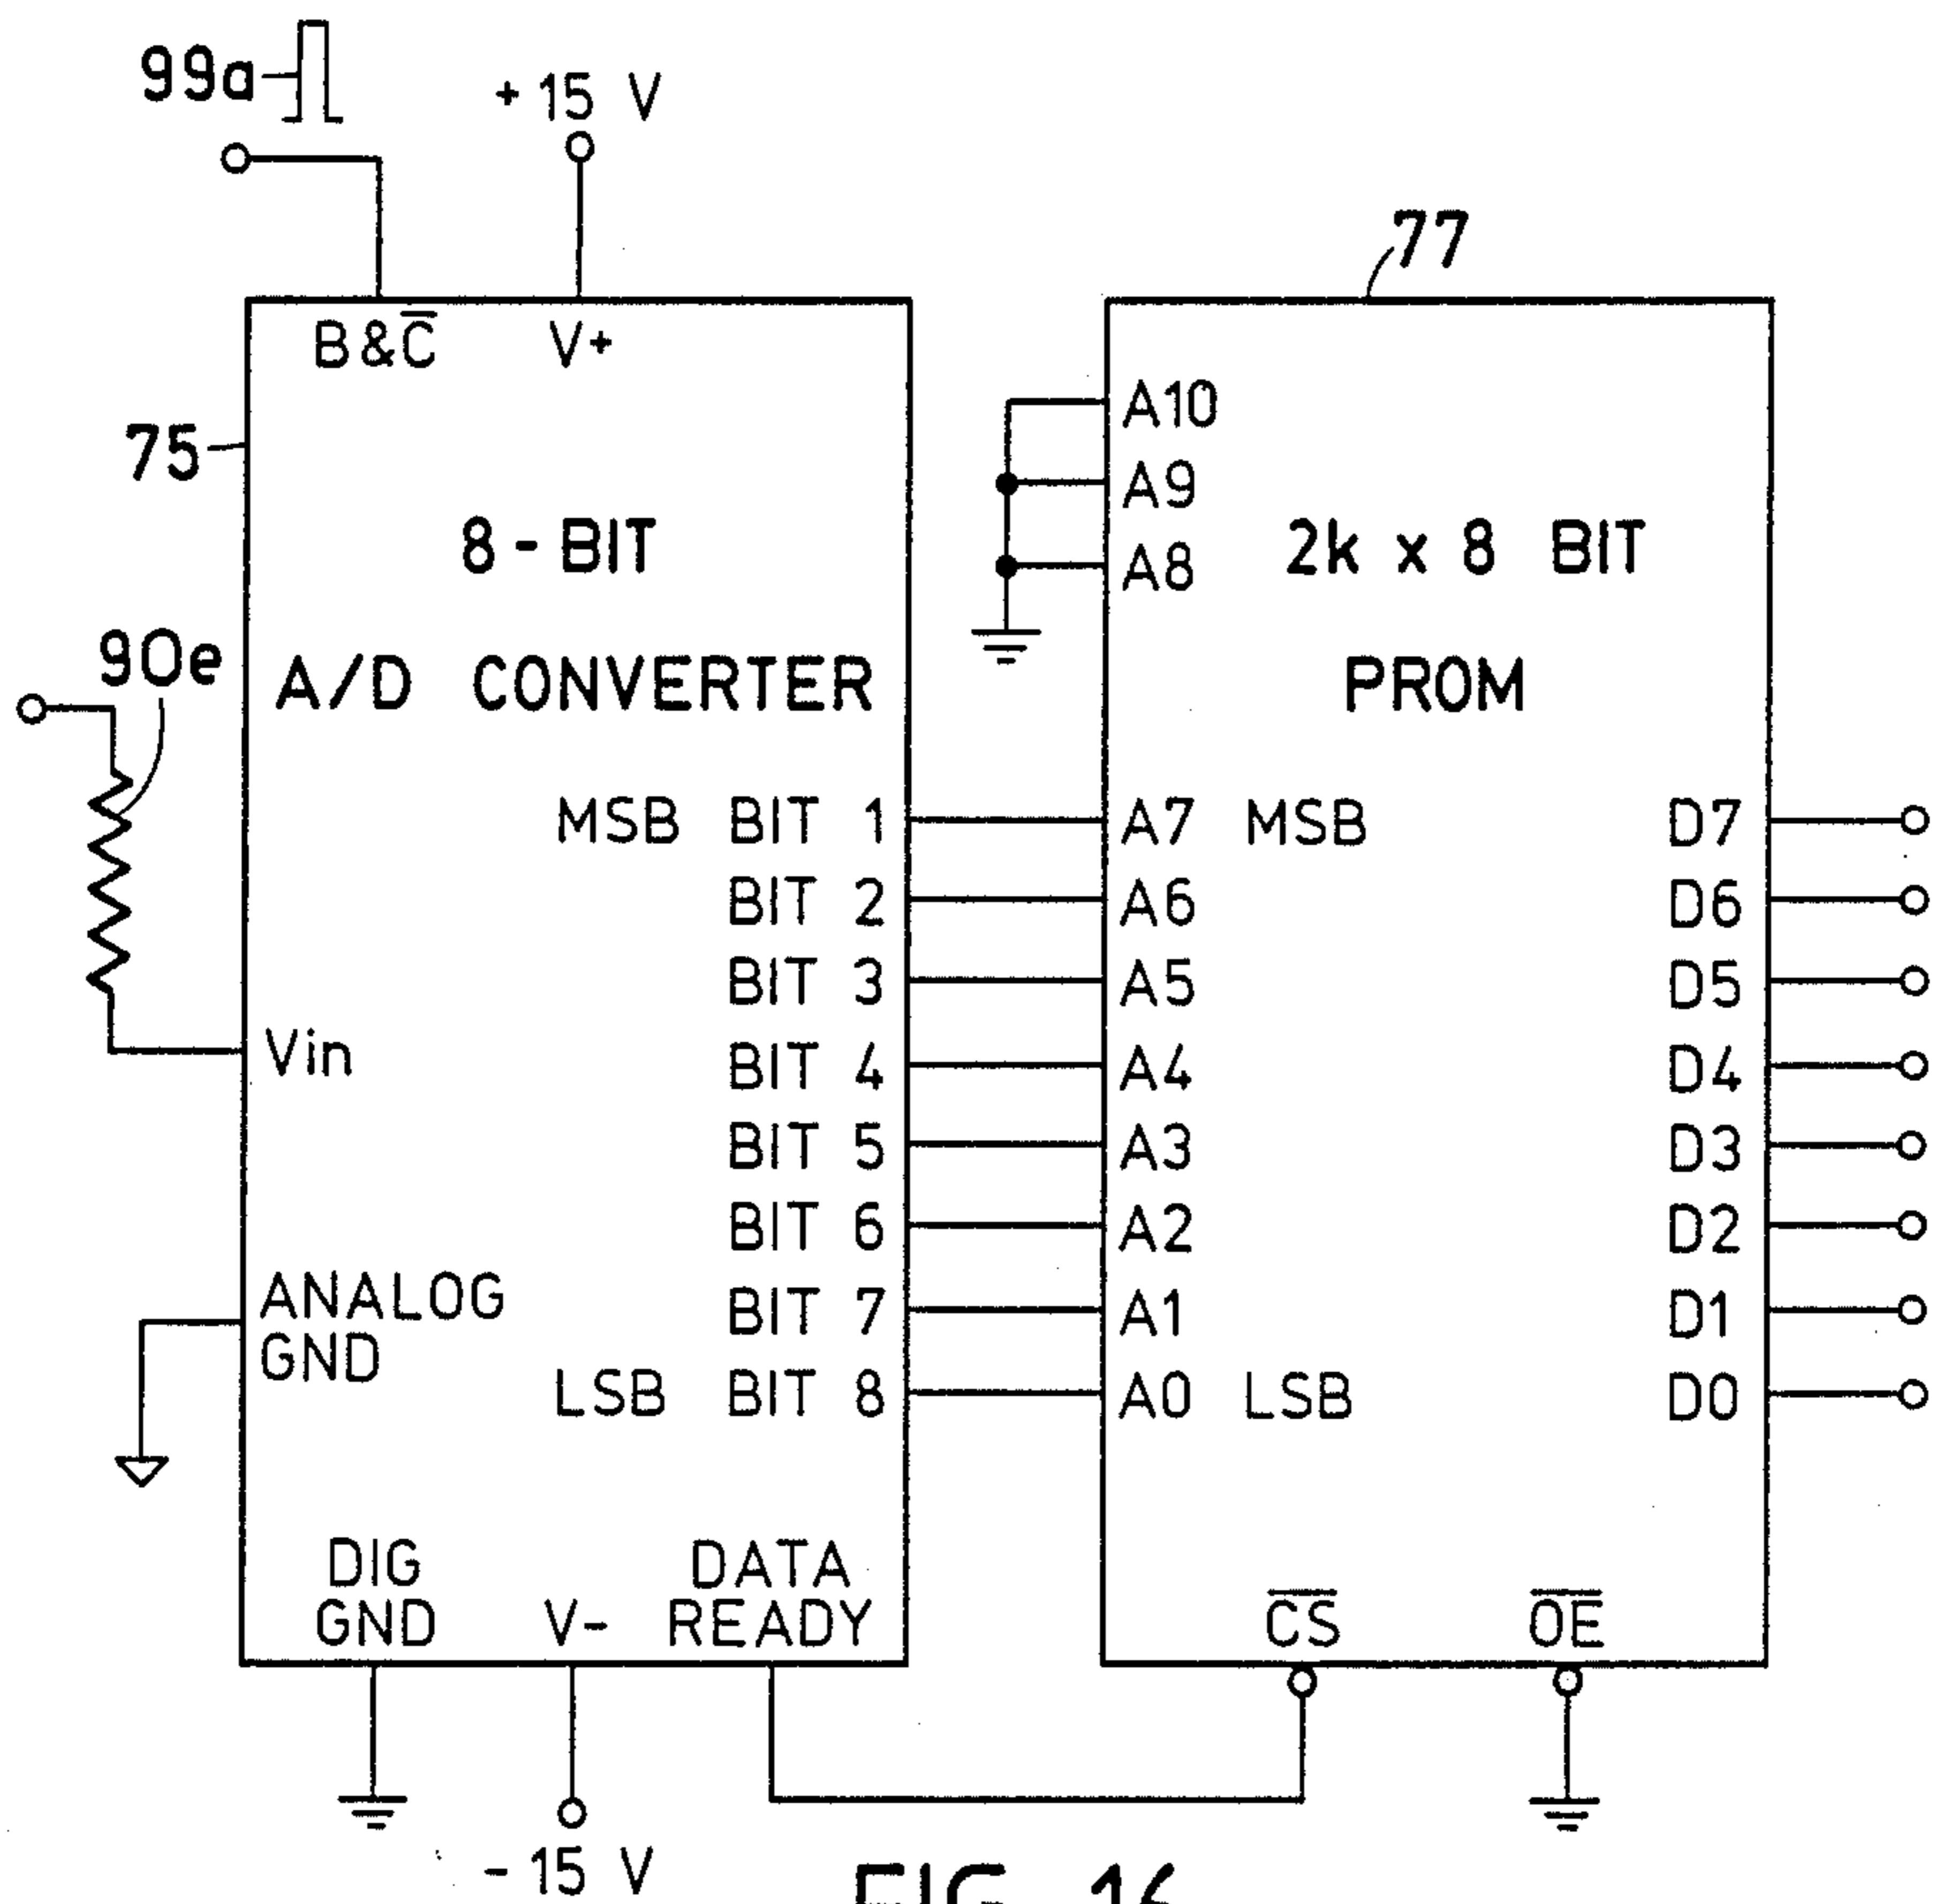 99a
+15 V
77
B&C̅ V+
75
8-BIT
A/D CONVERTER
90e
MSB BIT 1
BIT 2
BIT 3
Vin
BIT 4
BIT 5
BIT 6
ANALOG
GND
BIT 7
LSB BIT 8
DIG
GND
V-
DATA
READY
-15 V
A10
A9
A8
2k x 8 BIT
PROM
A7 MSB
A6
A5
A4
A3
A2
A1
A0 LSB
D7
D6
D5
D4
D3
D2
D1
D0
C̅S̅
O̅E̅
FIG. 16